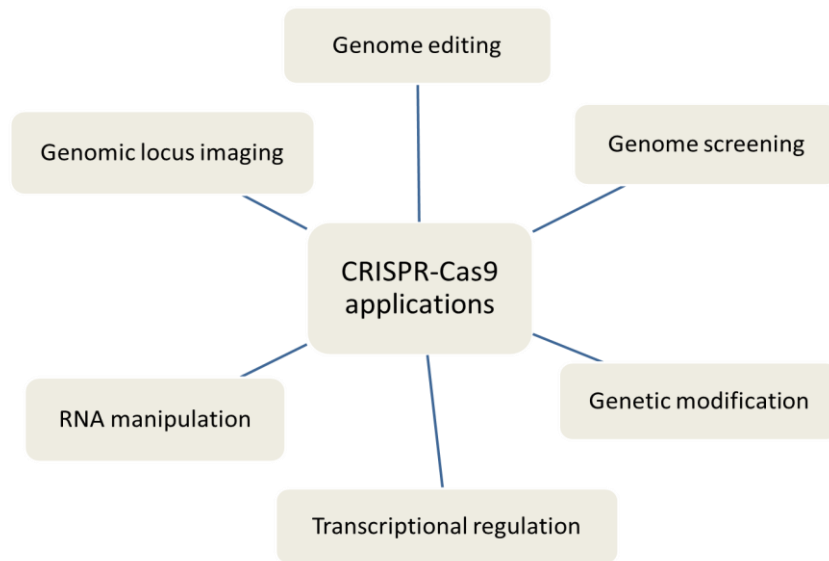 Genome editing
Genomic locus imaging
Genome screening
CRISPR-Cas9
applications
RNA manipulation
Genetic modification
Transcriptional regulation